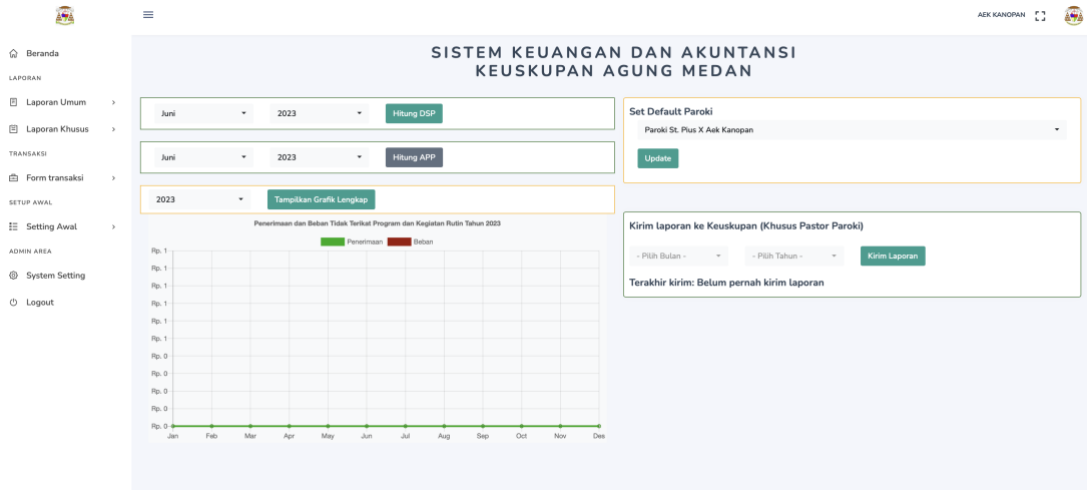 AEK KANOPAN
Beranda
LAPORAN
Laporan Umum
Laporan Khusus
TRANSAKSI
Form transaksi
SETUP AWAL
Setting Awal
ADMIN AREA
System Setting
Logout
SISTEM KEUANGAN DAN AKUNTANSI
KEUSKUPAN AGUNG MEDAN
Juni 2023 Hitung DSP
Juni 2023 Hitung APP
2023 Tampilkan Grafik Lengkap
Penerimaan dan Beban Tidak Terikat Program dan Kegiatan Rutin Tahun 2023
Penerimaan Beban
Rp. 1
Rp. 1
Rp. 1
Rp. 1
Rp. 1
Rp. 1
Rp. 0
Rp. 0
Rp. 0
Rp. 0
Rp. 0
Jan Feb Mar Apr May Jun Jul Aug Sep Oct Nov Des
Set Default Paroki
Paroki St. Pius X Aek Kanopan
Update
Kirim laporan ke Keuskupan (Khusus Pastor Paroki)
- Pilih Bulan - - Pilih Tahun - Kirim Laporan
Terakhir kirim: Belum pernah kirim laporan